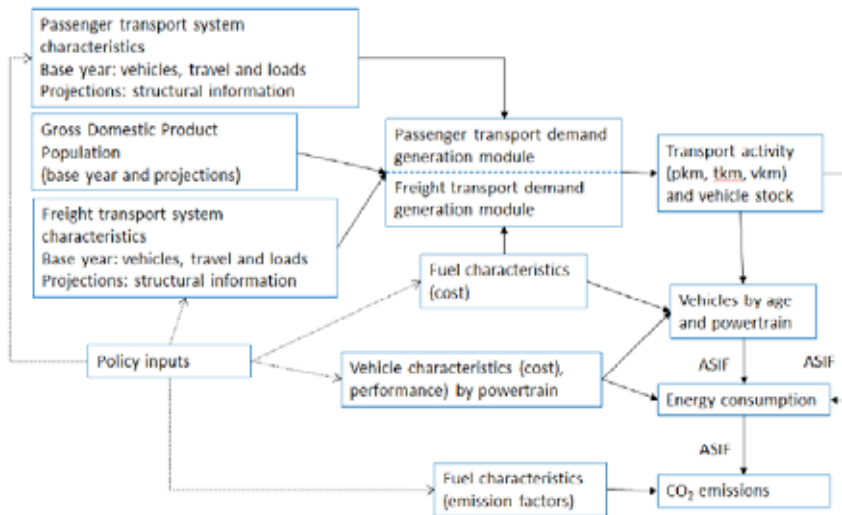 Passenger transport system
characteristics
Base year: vehicles, travel and loads
Projections: structural information
Gross Domestic Product
Population
(base year and projections)
Freight transport system
characteristics
Base year: vehicles, travel and loads
Projections: structural information
Passenger transport demand
generation module
Freight transport demand
generation module
Transport activity
(pkm, tkm, vkm)
and vehicle stock
Fuel characteristics
(cost)
Vehicles by age
and powertrain
Policy inputs
Vehicle characteristics (cost),
performance) by powertrain
ASIF
ASIF
Energy consumption
ASIF
Fuel characteristics
(emission factors)
CO₂ emissions